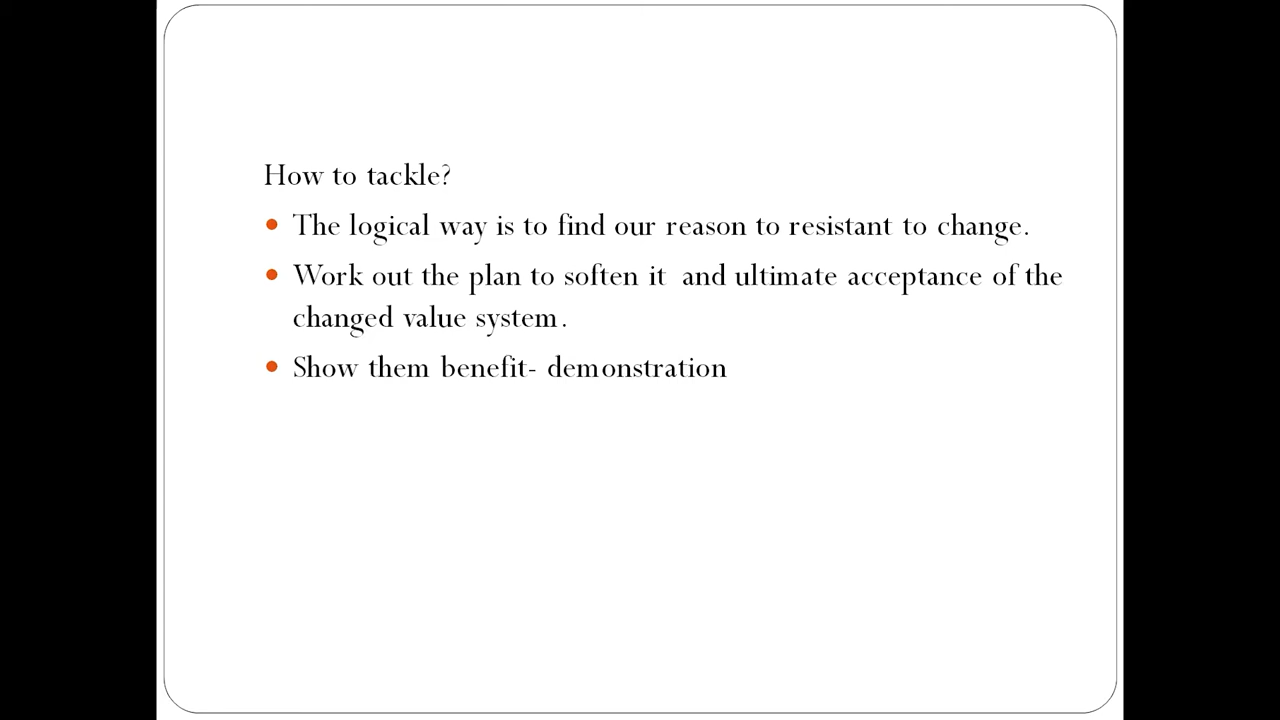 How to tackle?
The logical way is to find our reason to resistant to change.
Work out the plan to soften it and ultimate acceptance of the
changed value system.
Show them benefit- demonstration